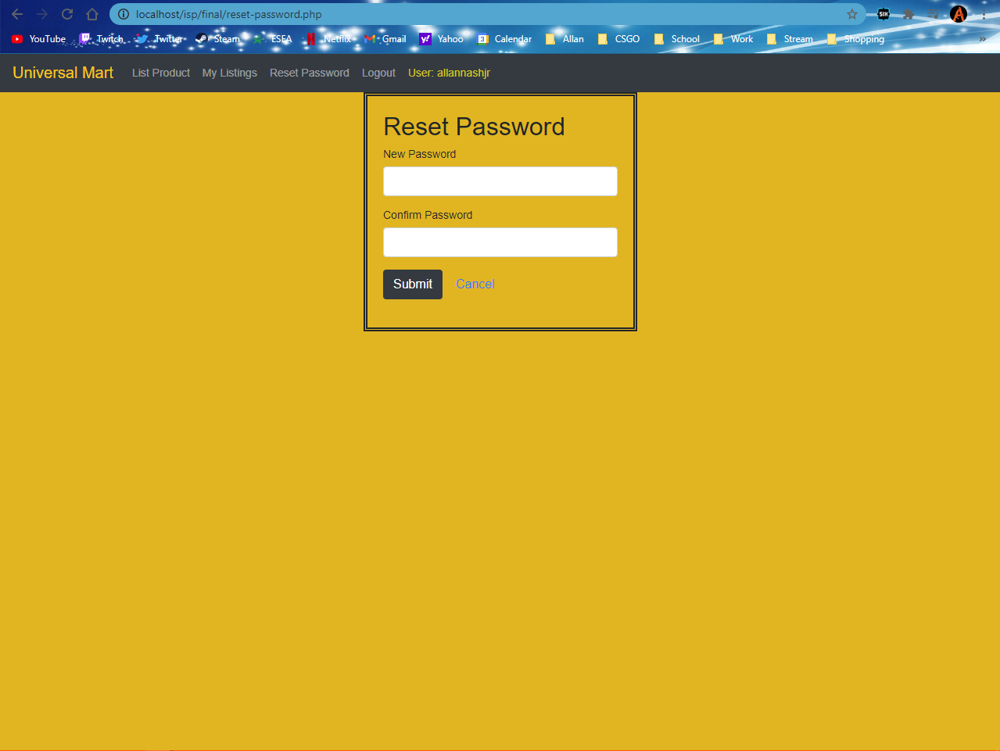 localhost/isp/final/reset-password.php
YouTube Twitch Twitter Steam ESEA Netflix Gmail Yahoo Calendar Allan CSGO School Work Stream Shopping »
Universal Mart List Product My Listings Reset Password Logout User: allannashjr
Reset Password
New Password
Confirm Password
Submit Cancel